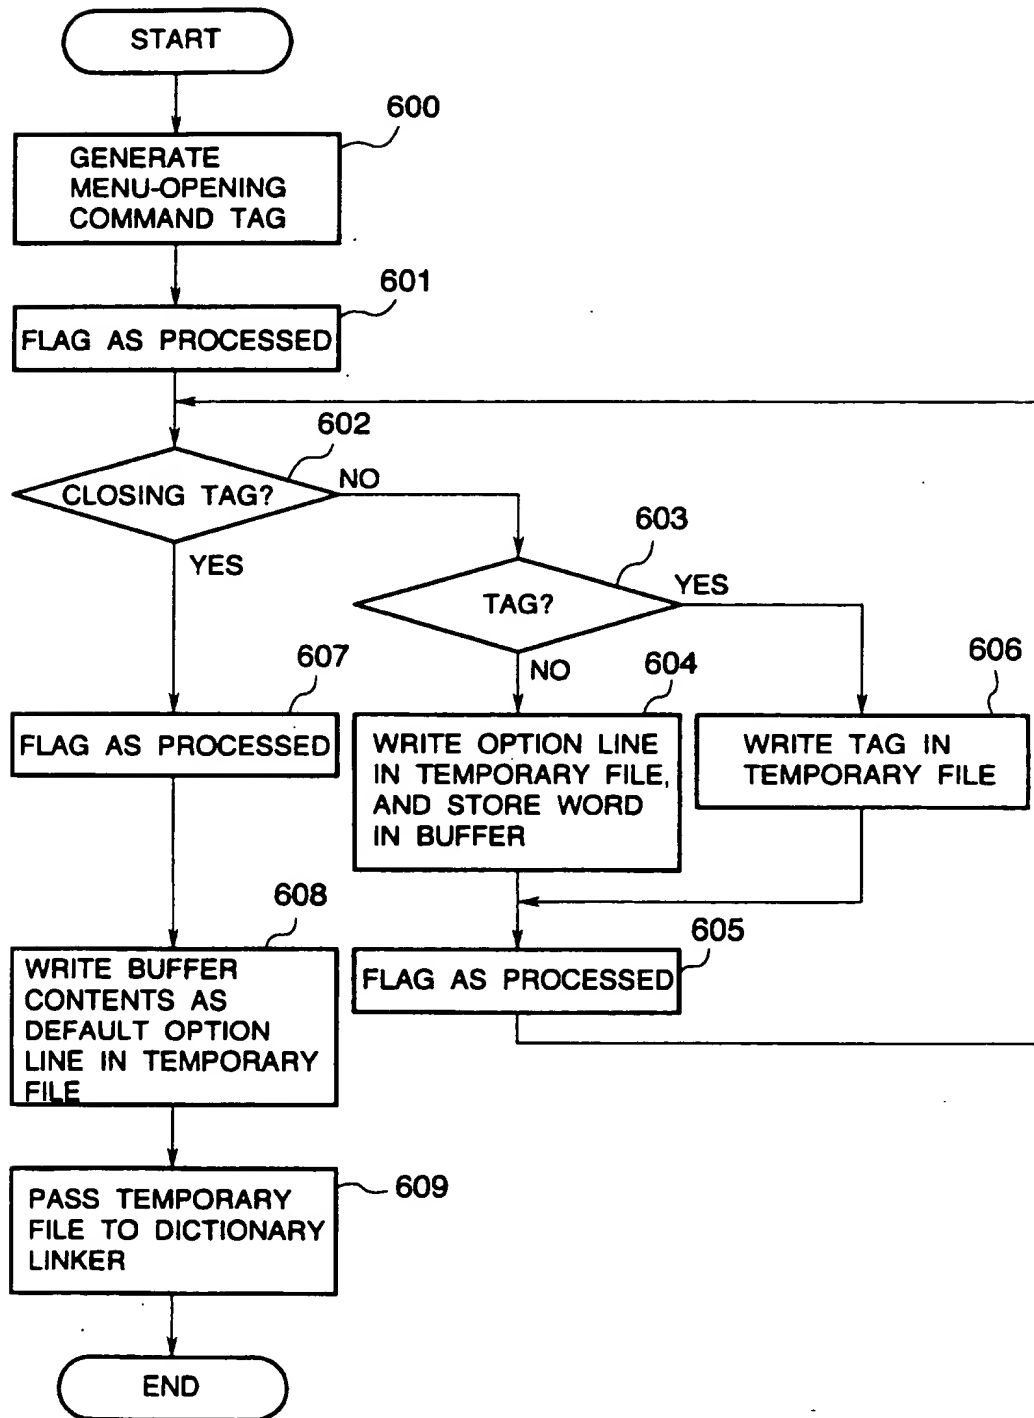 START
600
GENERATE
MENU-OPENING
COMMAND TAG
601
FLAG AS PROCESSED
602
CLOSING TAG?
NO
YES
603
TAG?
YES
NO
607
FLAG AS PROCESSED
604
WRITE OPTION LINE
IN TEMPORARY FILE,
AND STORE WORD
IN BUFFER
606
WRITE TAG IN
TEMPORARY FILE
608
WRITE BUFFER
CONTENTS AS
DEFAULT OPTION
LINE IN TEMPORARY
FILE
605
FLAG AS PROCESSED
609
PASS TEMPORARY
FILE TO DICTIONARY
LINKER
END